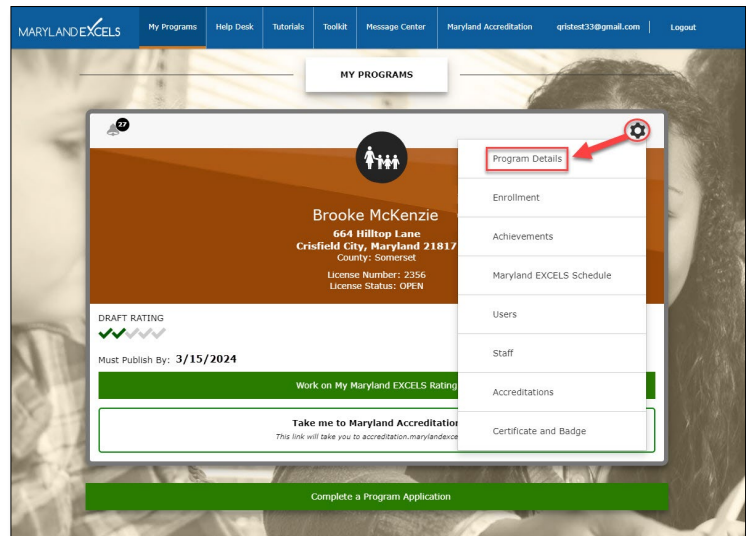 MARYLAND EXCELS
My Programs
Help Desk
Tutorials
Toolkit
Message Center
Maryland Accreditation
qristest33@gmail.com
Logout
MY PROGRAMS
27
Brooke McKenzie
664 Hilltop Lane
Crisfield City, Maryland 21817
County: Somerset
License Number: 2356
License Status: OPEN
Program Details
Enrollment
Achievements
Maryland EXCELS Schedule
Users
Staff
Accreditations
Certificate and Badge
DRAFT RATING
Must Publish By: 3/15/2024
Work on My Maryland EXCELS Rating
Take me to Maryland Accreditation
This link will take you to accreditation.marylandexce
Complete a Program Application